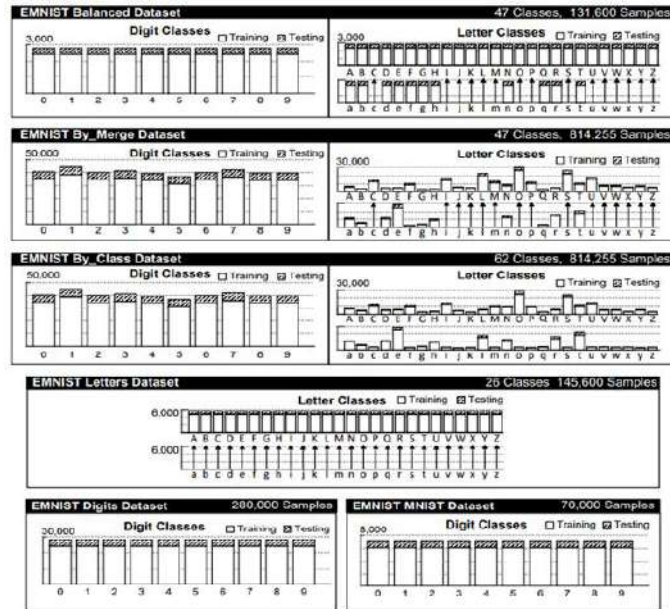 EMNIST Balanced Dataset 47 Classes, 131,600 Samples
3,000 Digit Classes Training Testing
0 1 2 3 4 5 6 7 8 9
3,000 Letter Classes Training Testing
A B C D E F G H I J K L M N O P Q R S T U V W X Y Z
a b c d e f g h i j k l m n o p q r s t u v w x y z
EMNIST By_Merge Dataset 47 Classes, 814,255 Samples
50,000 Digit Classes Training Testing
0 1 2 3 4 5 6 7 8 9
30,000 Letter Classes Training Testing
A B C D E F G H I J K L M N O P Q R S T U V W X Y Z
a b c d e f g h i j k l m n o p q r s t u v w x y z
EMNIST By_Class Dataset 62 Classes, 814,255 Samples
50,000 Digit Classes Training Testing
0 1 2 3 4 5 6 7 8 9
30,000 Letter Classes Training Testing
A B C D E F G H I J K L M N O P Q R S T U V W X Y Z
a b c d e f g h i j k l m n o p q r s t u v w x y z
EMNIST Letters Dataset 26 Classes 145,600 Samples
Letter Classes Training Testing
6,000
A B C D E F G H I J K L M N O P Q R S T U V W X Y Z
6,000
a b c d e f g h i j k l m n o p q r s t u v w x y z
EMNIST Digits Dataset 280,000 Samples
30,000 Digit Classes Training Testing
0 1 2 3 4 5 6 7 8 9
EMNIST MNIST Dataset 70,000 Samples
8,000 Digit Classes Training Testing
0 1 2 3 4 5 6 7 8 9